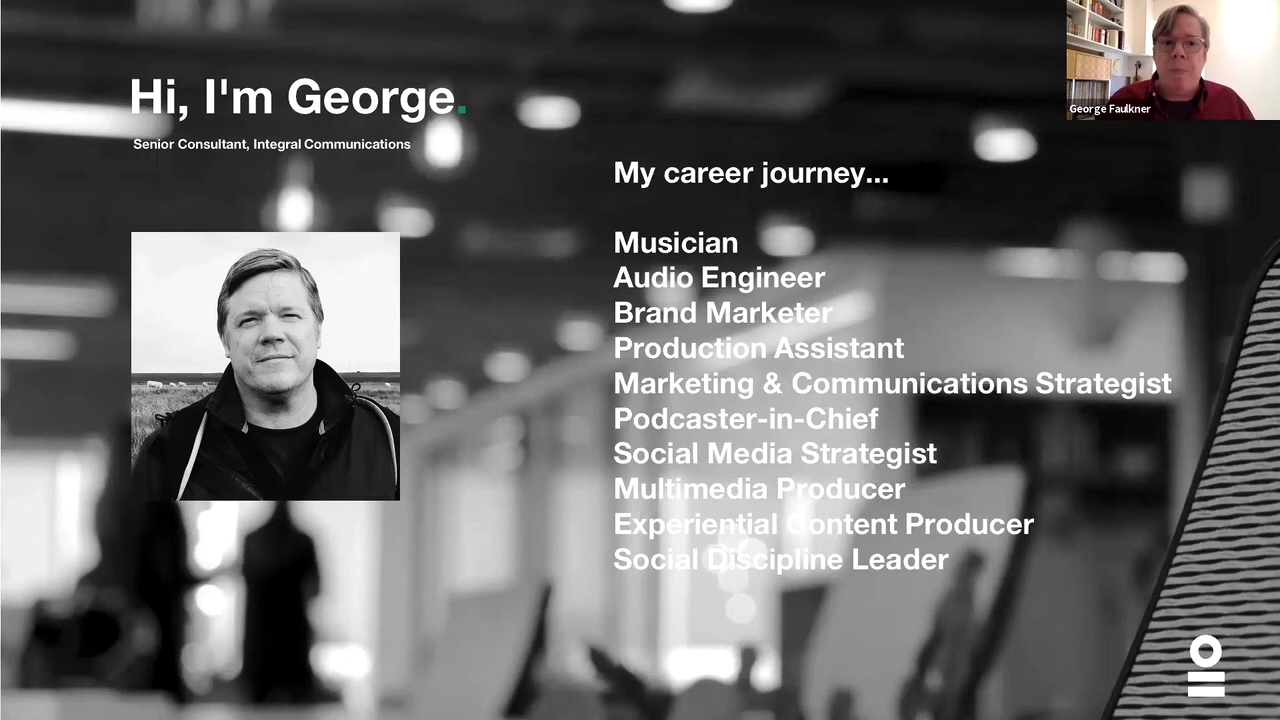 Hi, I'm George.
Senior Consultant, Integral Communications
George Faulkner
My career journey...
Musician
Audio Engineer
Brand Marketer
Production Assistant
Marketing & Communications Strategist
Podcaster-in-Chief
Social Media Strategist
Multimedia Producer
Experiential Content Producer
Social Discipline Leader